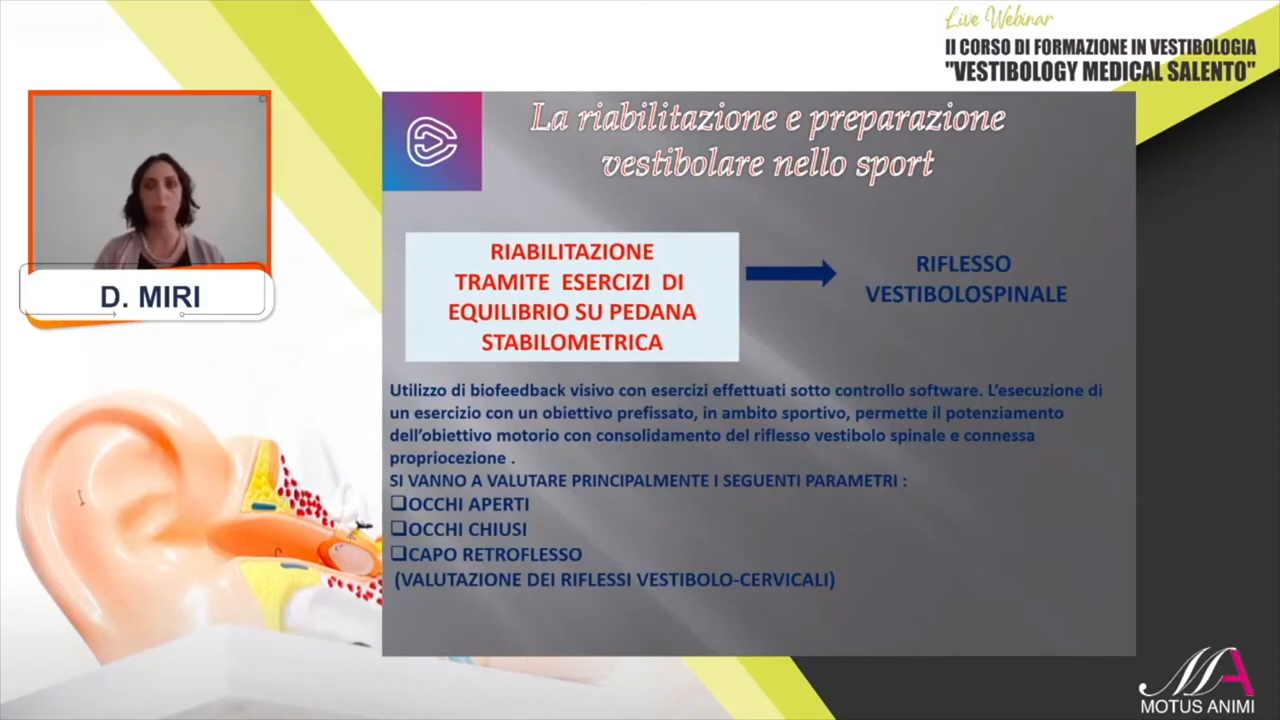 Live Webinar
II CORSO DI FORMAZIONE IN VESTIBOLOGIA
"VESTIBOLOGY MEDICAL SALENTO"
D. MIRI
La riabilitazione e preparazione
vestibolare nello sport
RIABILITAZIONE
TRAMITE ESERCIZI DI
EQUILIBRIO SU PEDANA
STABILOMETRICA
RIFLESSO
VESTIBOLOSPINALE
Utilizzo di biofeedback visivo con esercizi effettuati sotto controllo software. L'esecuzione di
un esercizio con un obiettivo prefissato, in ambito sportivo, permette il potenziamento
dell'obiettivo motorio con consolidamento del riflesso vestibolo spinale e connessa
propriocezione .
SI VANNO A VALUTARE PRINCIPALMENTE I SEGUENTI PARAMETRI :
❑OCCHI APERTI
❑OCCHI CHIUSI
❑CAPO RETROFLESSO
(VALUTAZIONE DEI RIFLESSI VESTIBOLO-CERVICALI)
MA
MOTUS ANIMI